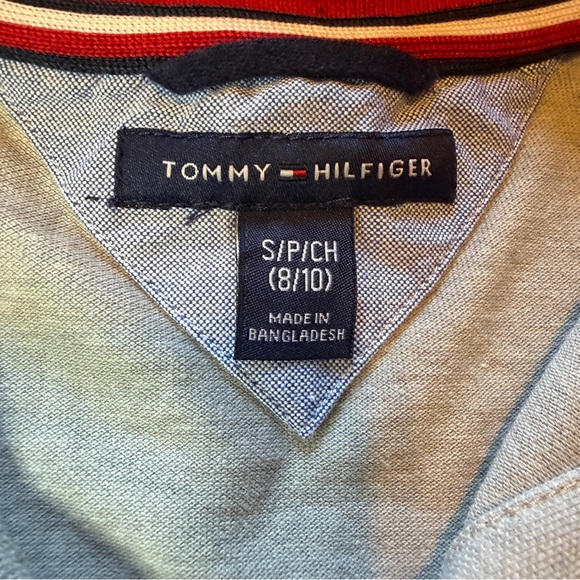 TOMMY HILFIGER
S/P/CH
(8/10)
MADE IN
BANGLADESH